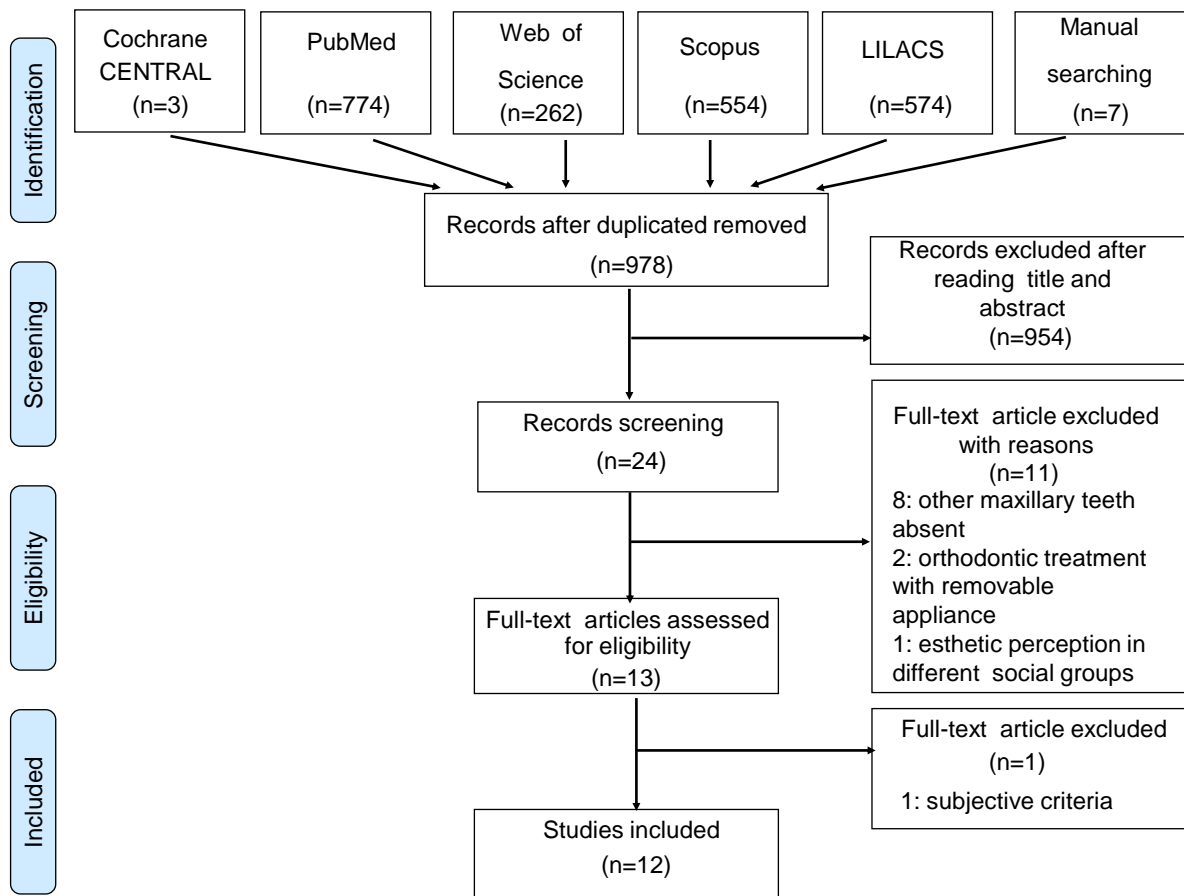 Identification
Cochrane
CENTRAL
(n=3)
PubMed
(n=774)
Web of
Science
(n=262)
Scopus
(n=554)
LILACS
(n=574)
Manual
searching
(n=7)
Records after duplicated removed
(n=978)
Screening
Records excluded after
reading title and
abstract
(n=954)
Records screening
(n=24)
Eligibility
Full-text article excluded
with reasons
(n=11)
8: other maxillary teeth
absent
2: orthodontic treatment
with removable
appliance
1: esthetic perception in
different social groups
Full-text articles assessed
for eligibility
(n=13)
Included
Full-text article excluded
(n=1)
1: subjective criteria
Studies included
(n=12)